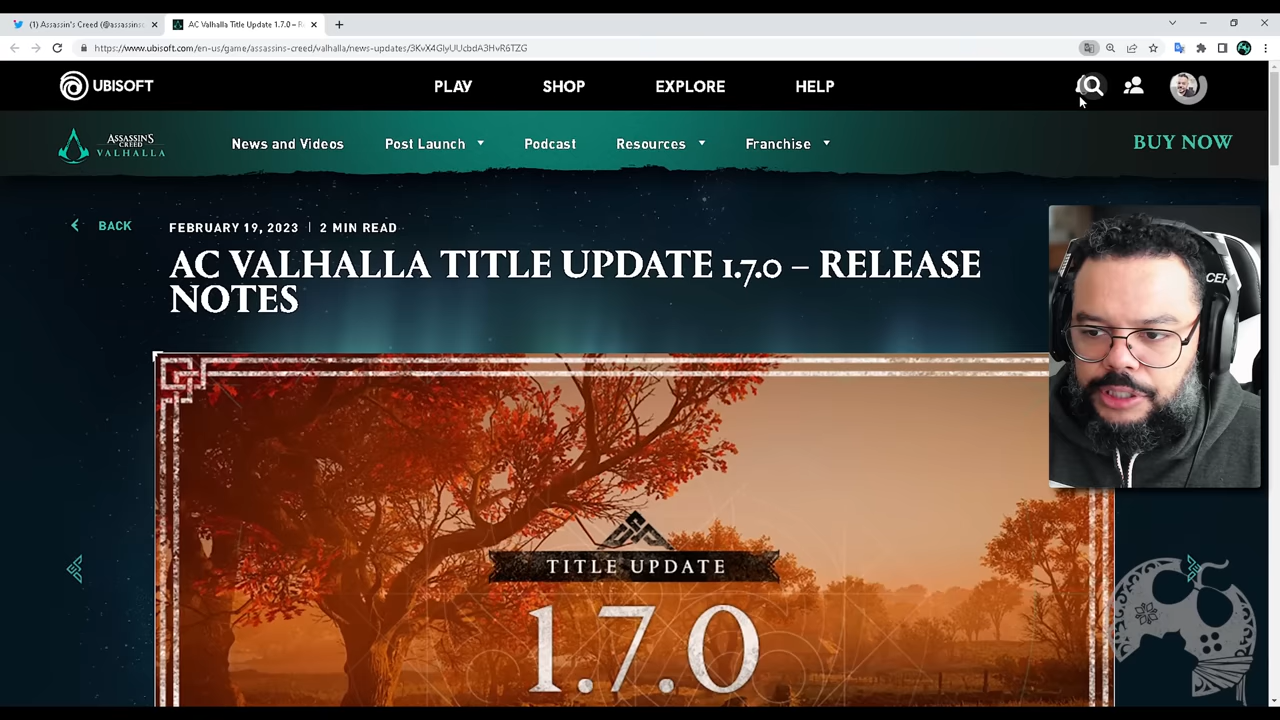 (1) Assassin's Creed (@assassinsc
AC Valhalla Title Update 1.7.0 – R
https://www.ubisoft.com/en-us/game/assassins-creed/valhalla/news-updates/3KvX4GlyUUcbdA3HvR6TZG
UBISOFT
PLAY
SHOP
EXPLORE
HELP
ASSASSIN'S
CREED
VALHALLA
News and Videos
Post Launch
Podcast
Resources
Franchise
BUY NOW
BACK
FEBRUARY 19, 2023 | 2 MIN READ
AC VALHALLA TITLE UPDATE 1.7.0 – RELEASE
NOTES
TITLE UPDATE
1.7.0